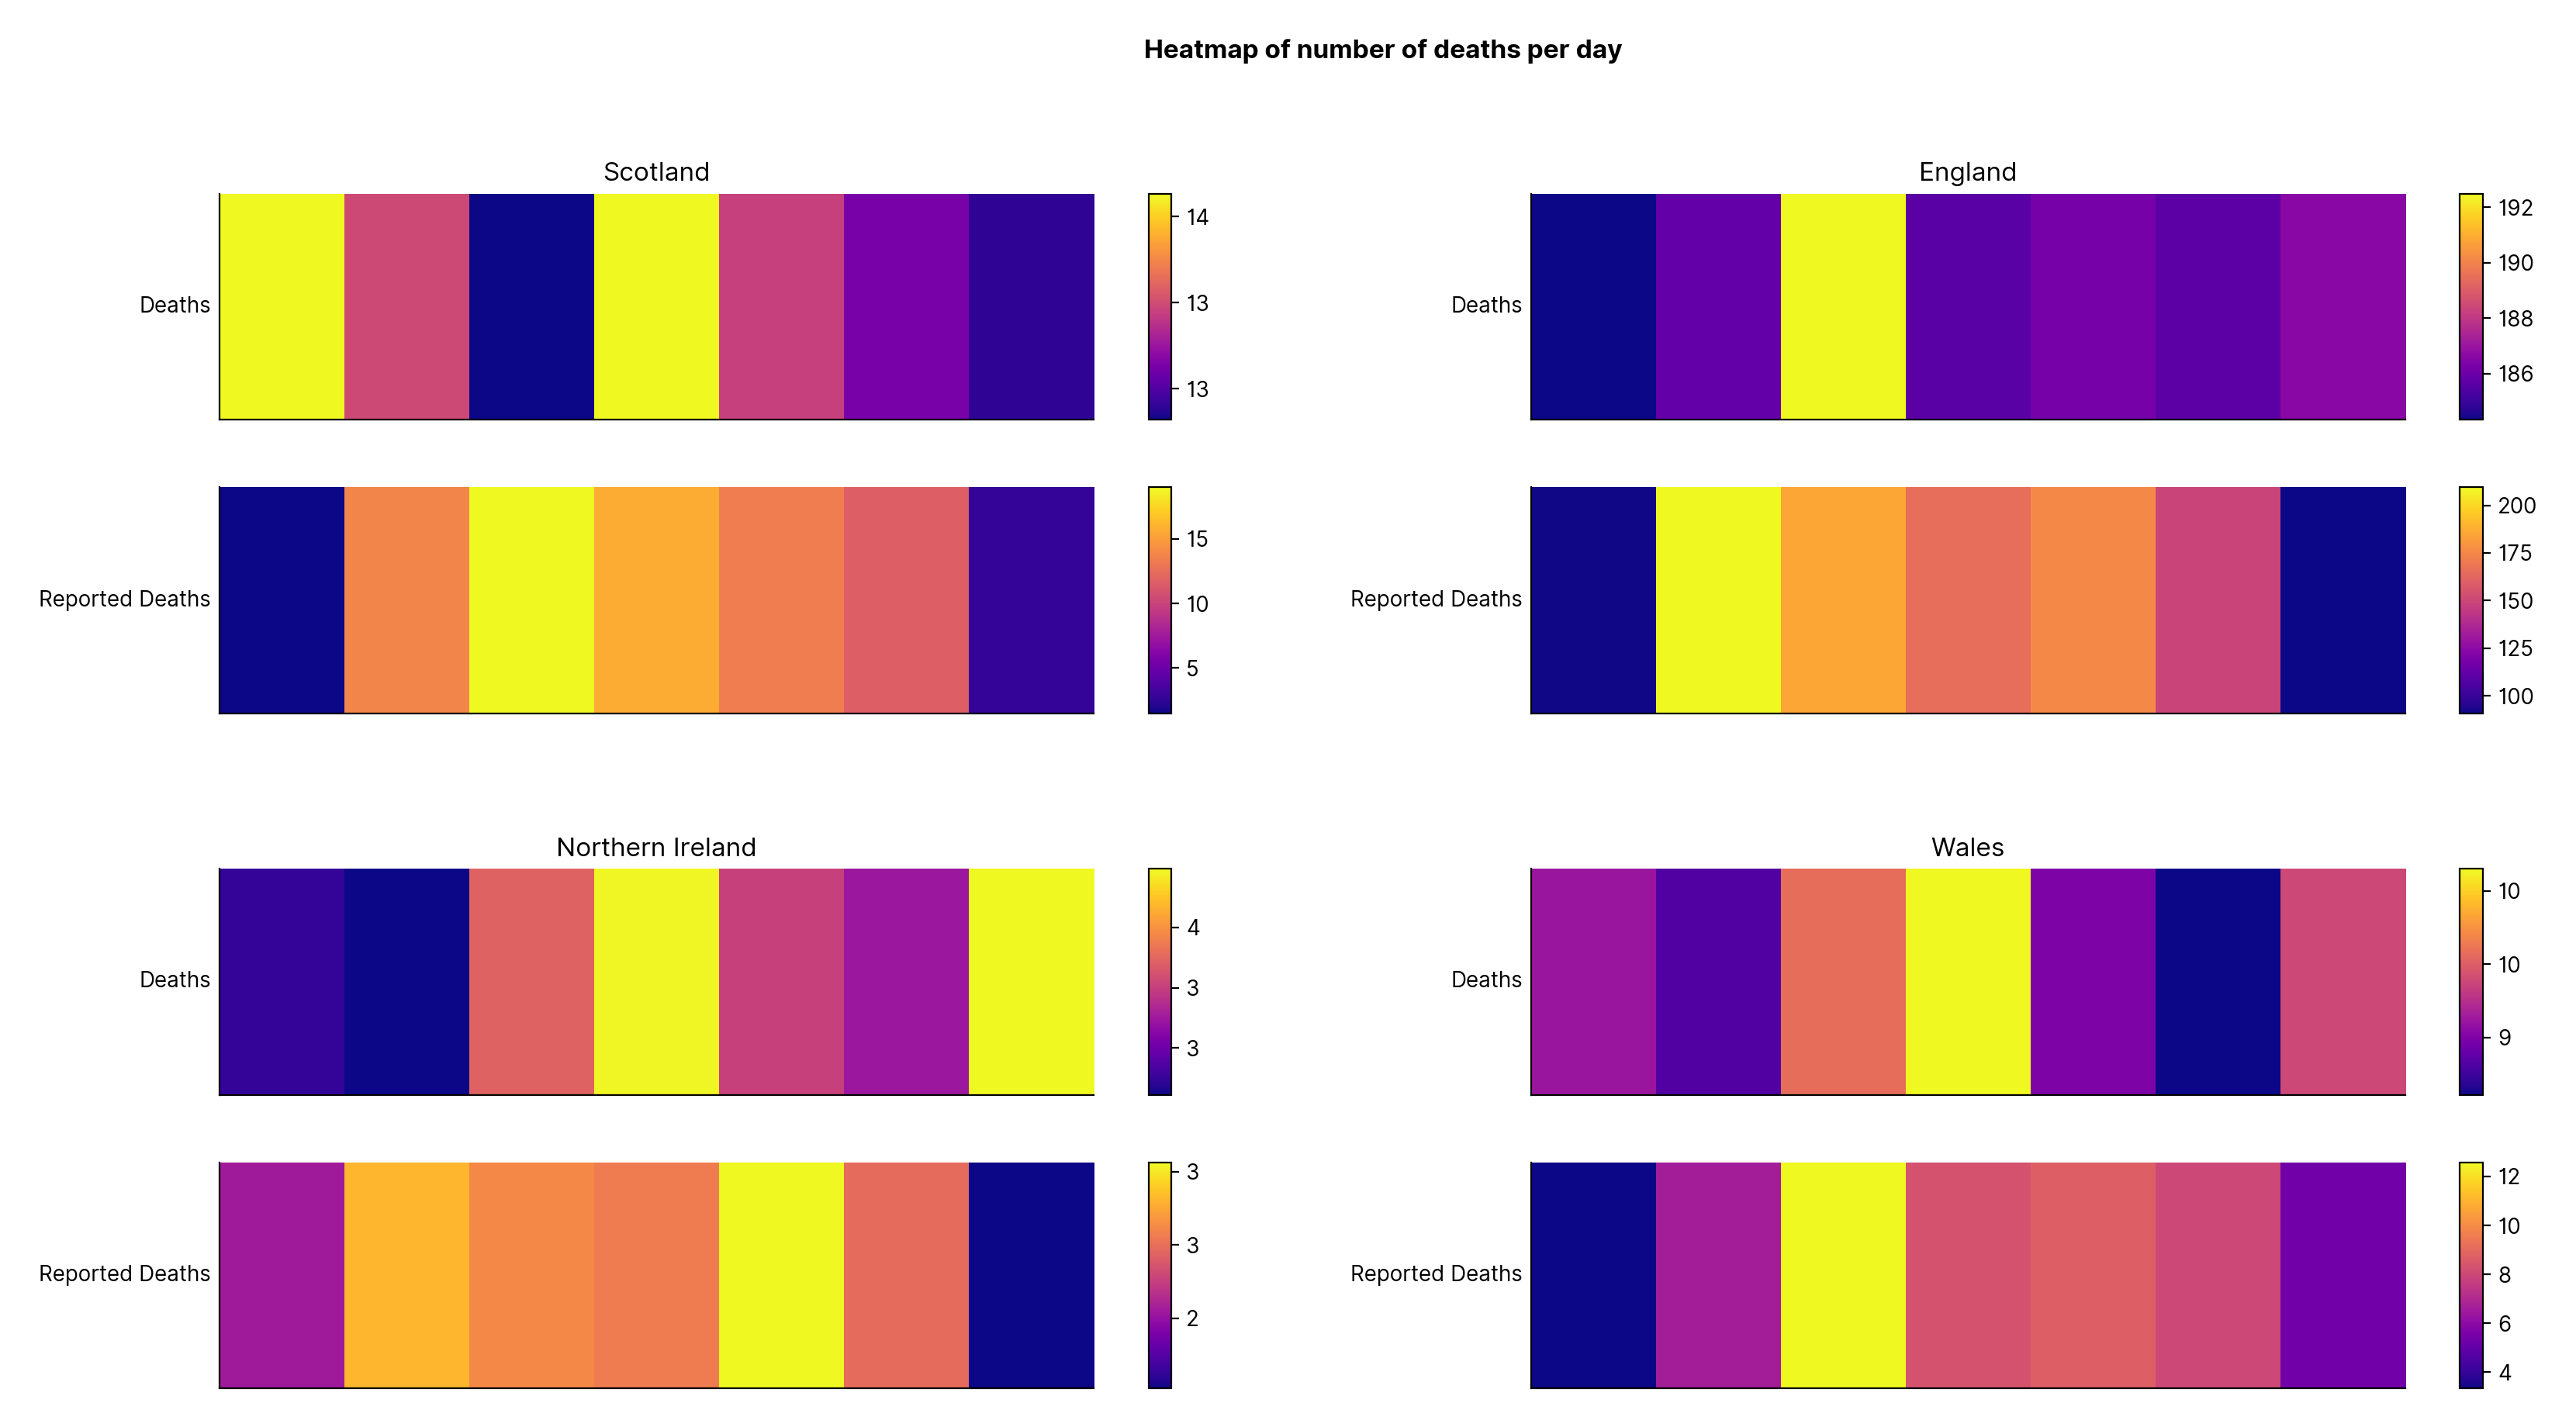 Heatmap of number of deaths per day
Scotland
Deaths
14
13
13
Reported Deaths
15
10
5
England
Deaths
192
190
188
186
Reported Deaths
200
175
150
125
100
Northern Ireland
Deaths
4
3
3
Reported Deaths
3
3
2
Wales
Deaths
10
10
9
Reported Deaths
12
10
8
6
4